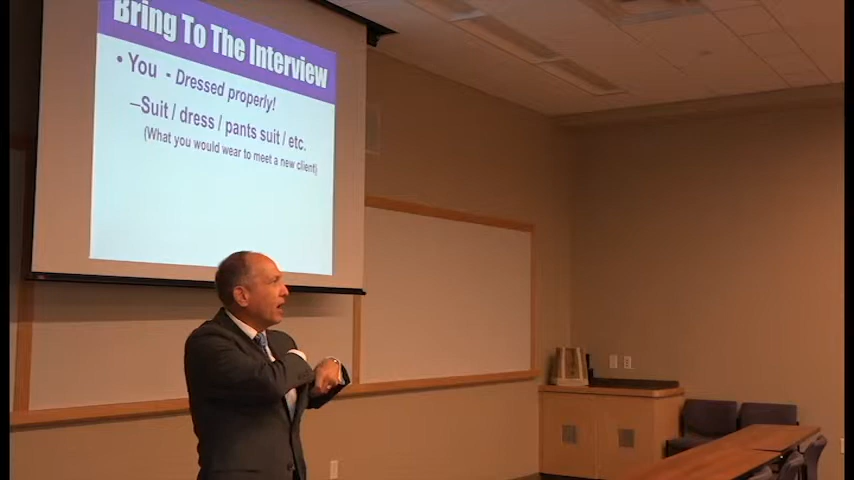 Bring To The Interview
• You - Dressed properly!
–Suit / dress / pants suit / etc.
(What you would wear to meet a new client)